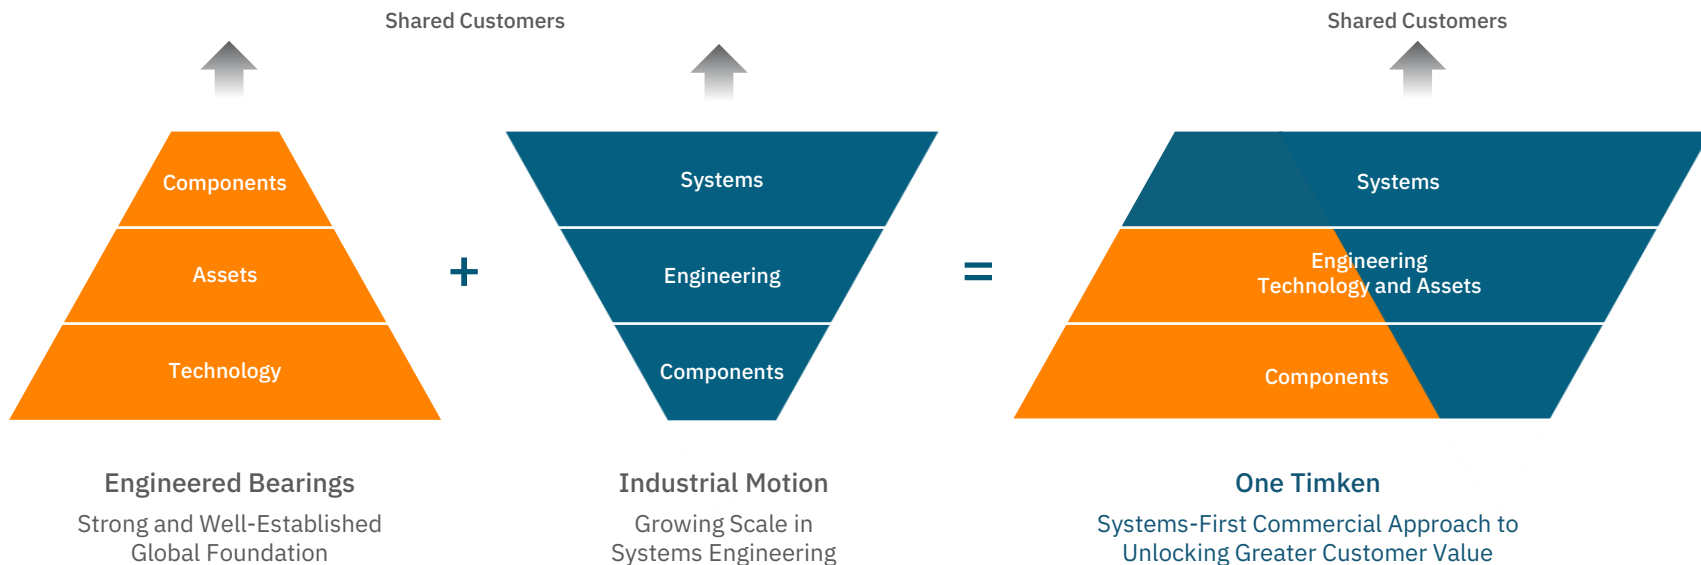 Shared Customers
Shared Customers
Components
Assets
Technology
+
Systems
Engineering
Components
=
Systems
Engineering
Technology and Assets
Components
Engineered Bearings
Strong and Well-Established
Global Foundation
Industrial Motion
Growing Scale in
Systems Engineering
One Timken
Systems-First Commercial Approach to
Unlocking Greater Customer Value